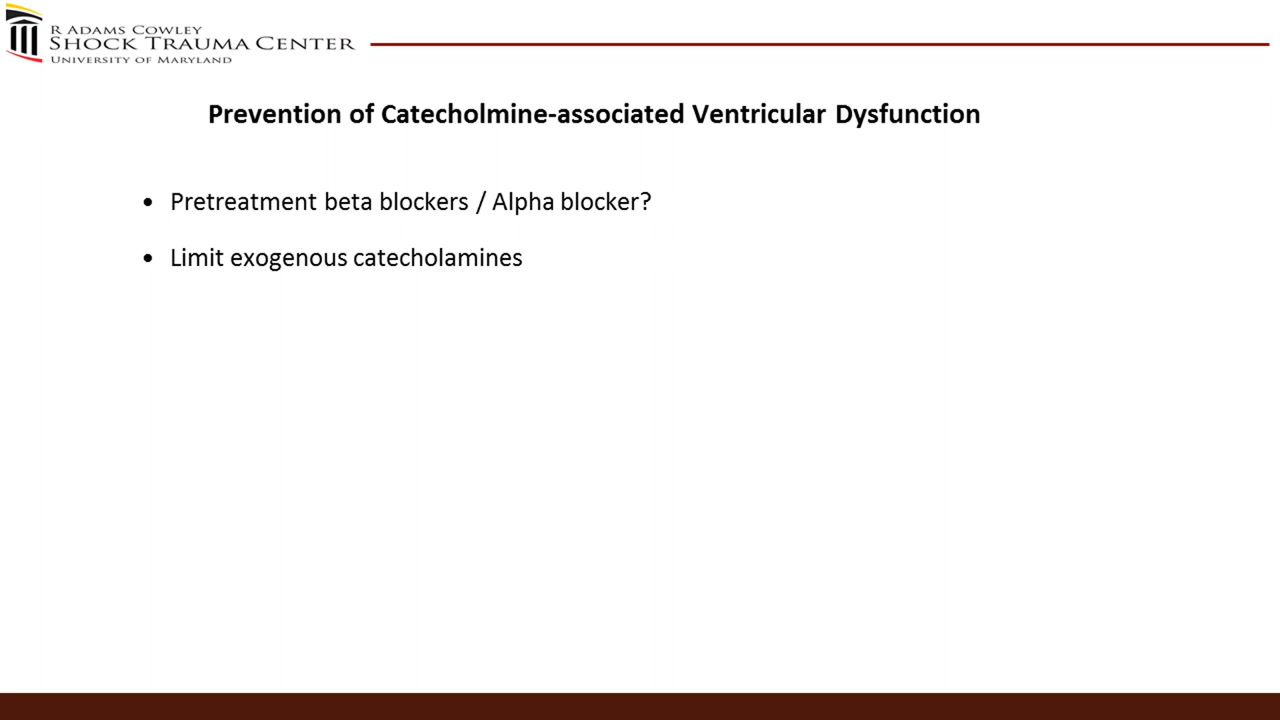 R ADAMS COWLEY
SHOCK TRAUMA CENTER
UNIVERSITY OF MARYLAND
Prevention of Catecholmine-associated Ventricular Dysfunction
• Pretreatment beta blockers / Alpha blocker?
• Limit exogenous catecholamines